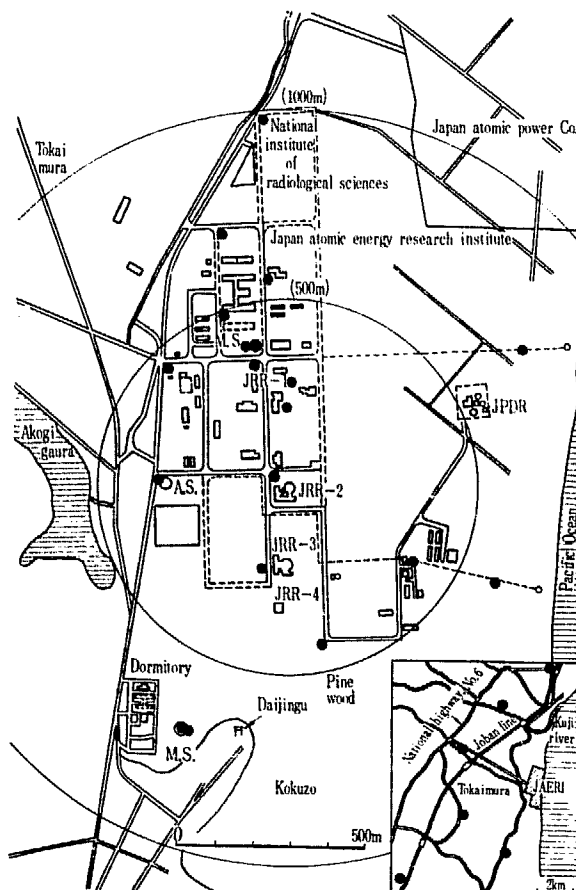 (1000m)
National
institute
of
radiological sciences
Japan atomic power Co.
Tokai
mura
Japan atomic energy research institute
(500m)
M.S.
JRR-1
JPDR
Akogi
gaura
A.S.
JRR-2
JRR-3
JRR-4
Pacific Ocean
Dormitory
Pine
wood
Daijingu
M.S.
Kokuzo
0
500m
National highway No.6
Joban line
Kuji
river
JAERI
Tokaimura
2km